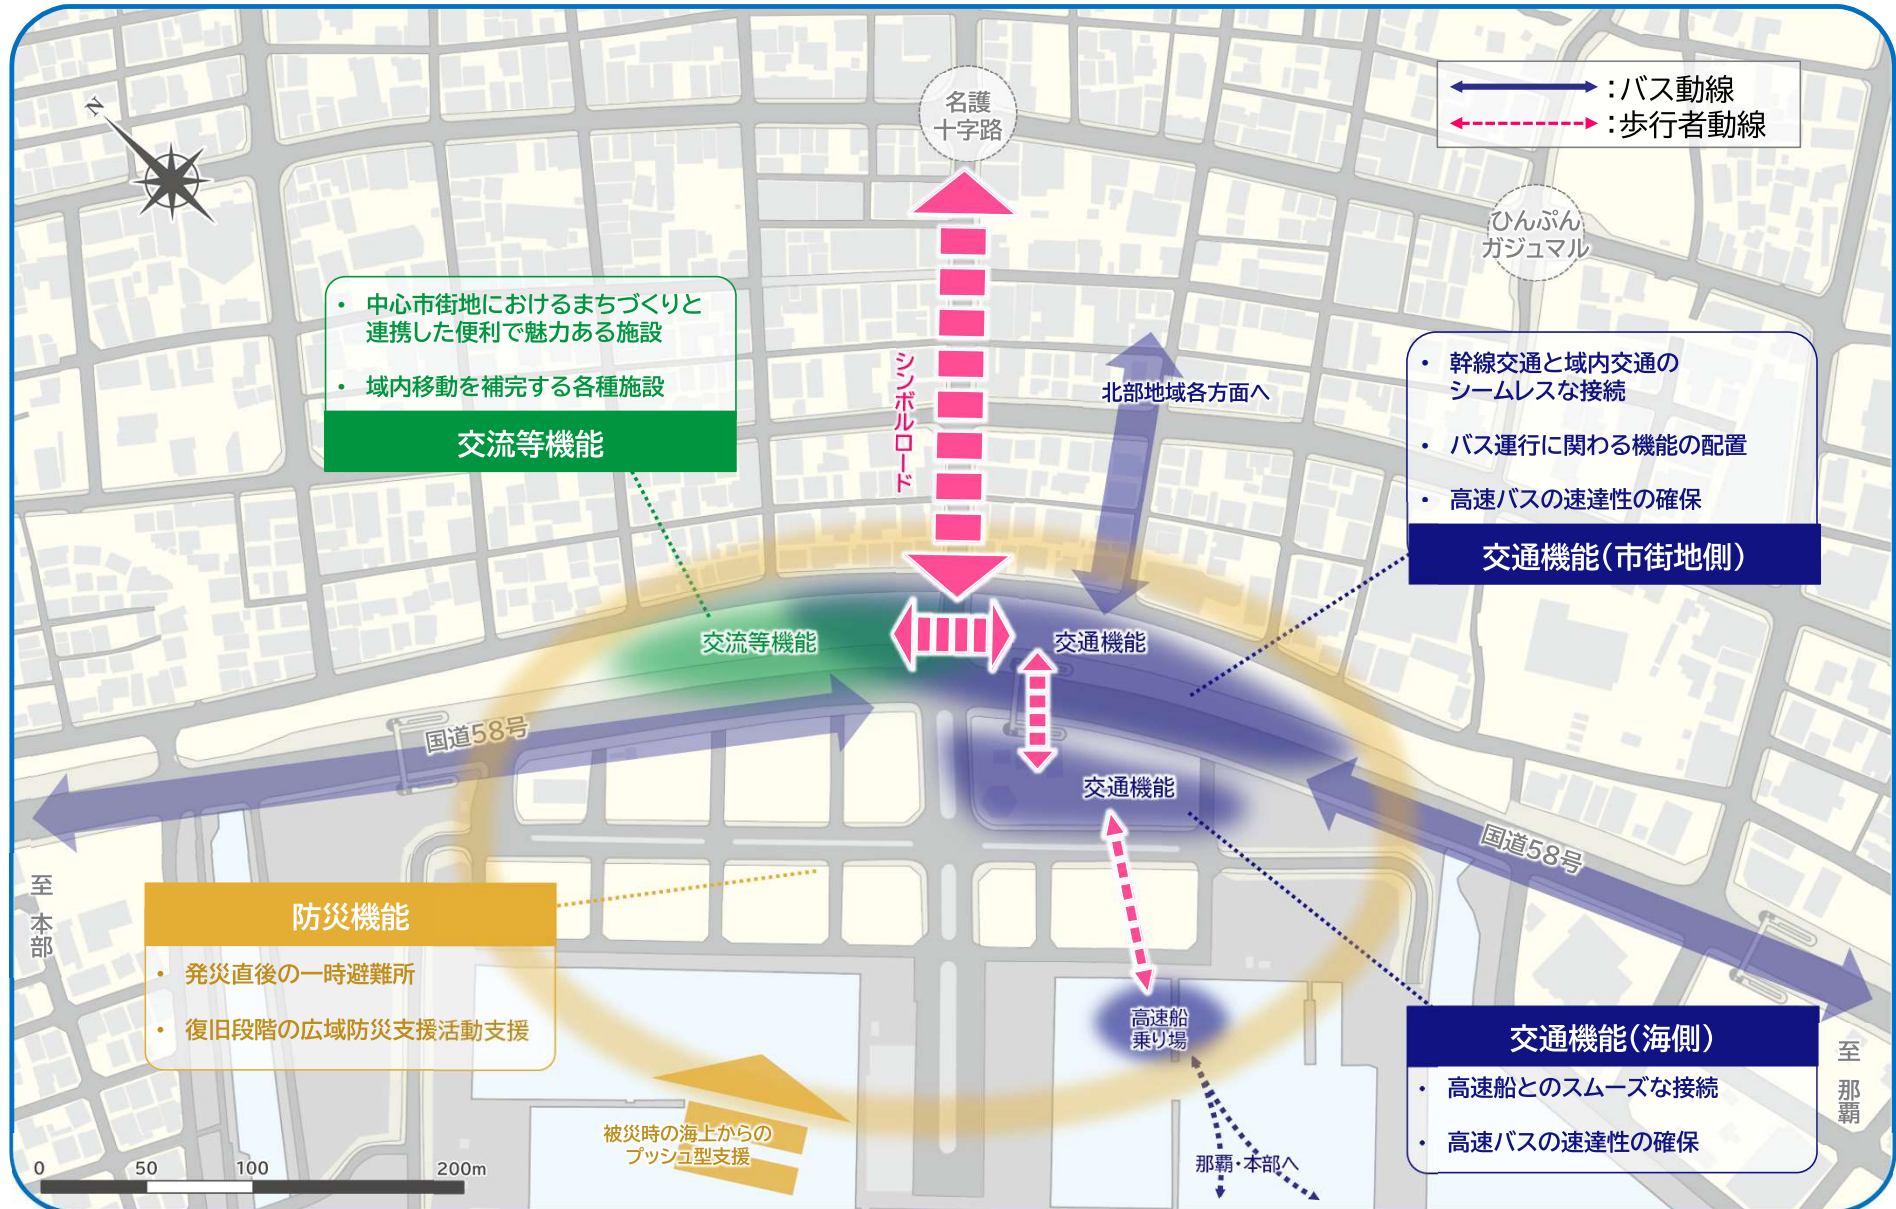 N
名護
十字路
：バス動線
：歩行者動線
ひんぷん
ガジュマル
・ 中心市街地におけるまちづくりと
連携した便利で魅力ある施設
・ 域内移動を補完する各種施設
交流等機能
シンボルロード
北部地域各方面へ
・ 幹線交通と域内交通の
シームレスな接続
・ バス運行に関わる機能の配置
・ 高速バスの速達性の確保
交通機能（市街地側）
交流等機能
交通機能
国道58号
交通機能
国道58号
至 本部
防災機能
・ 発災直後の一時避難所
・ 復旧段階の広域防災支援活動支援
高速船
乗り場
交通機能（海側）
・ 高速船とのスムーズな接続
・ 高速バスの速達性の確保
至 那覇
被災時の海上からの
プッシュ型支援
那覇・本部へ
0 50 100 200m